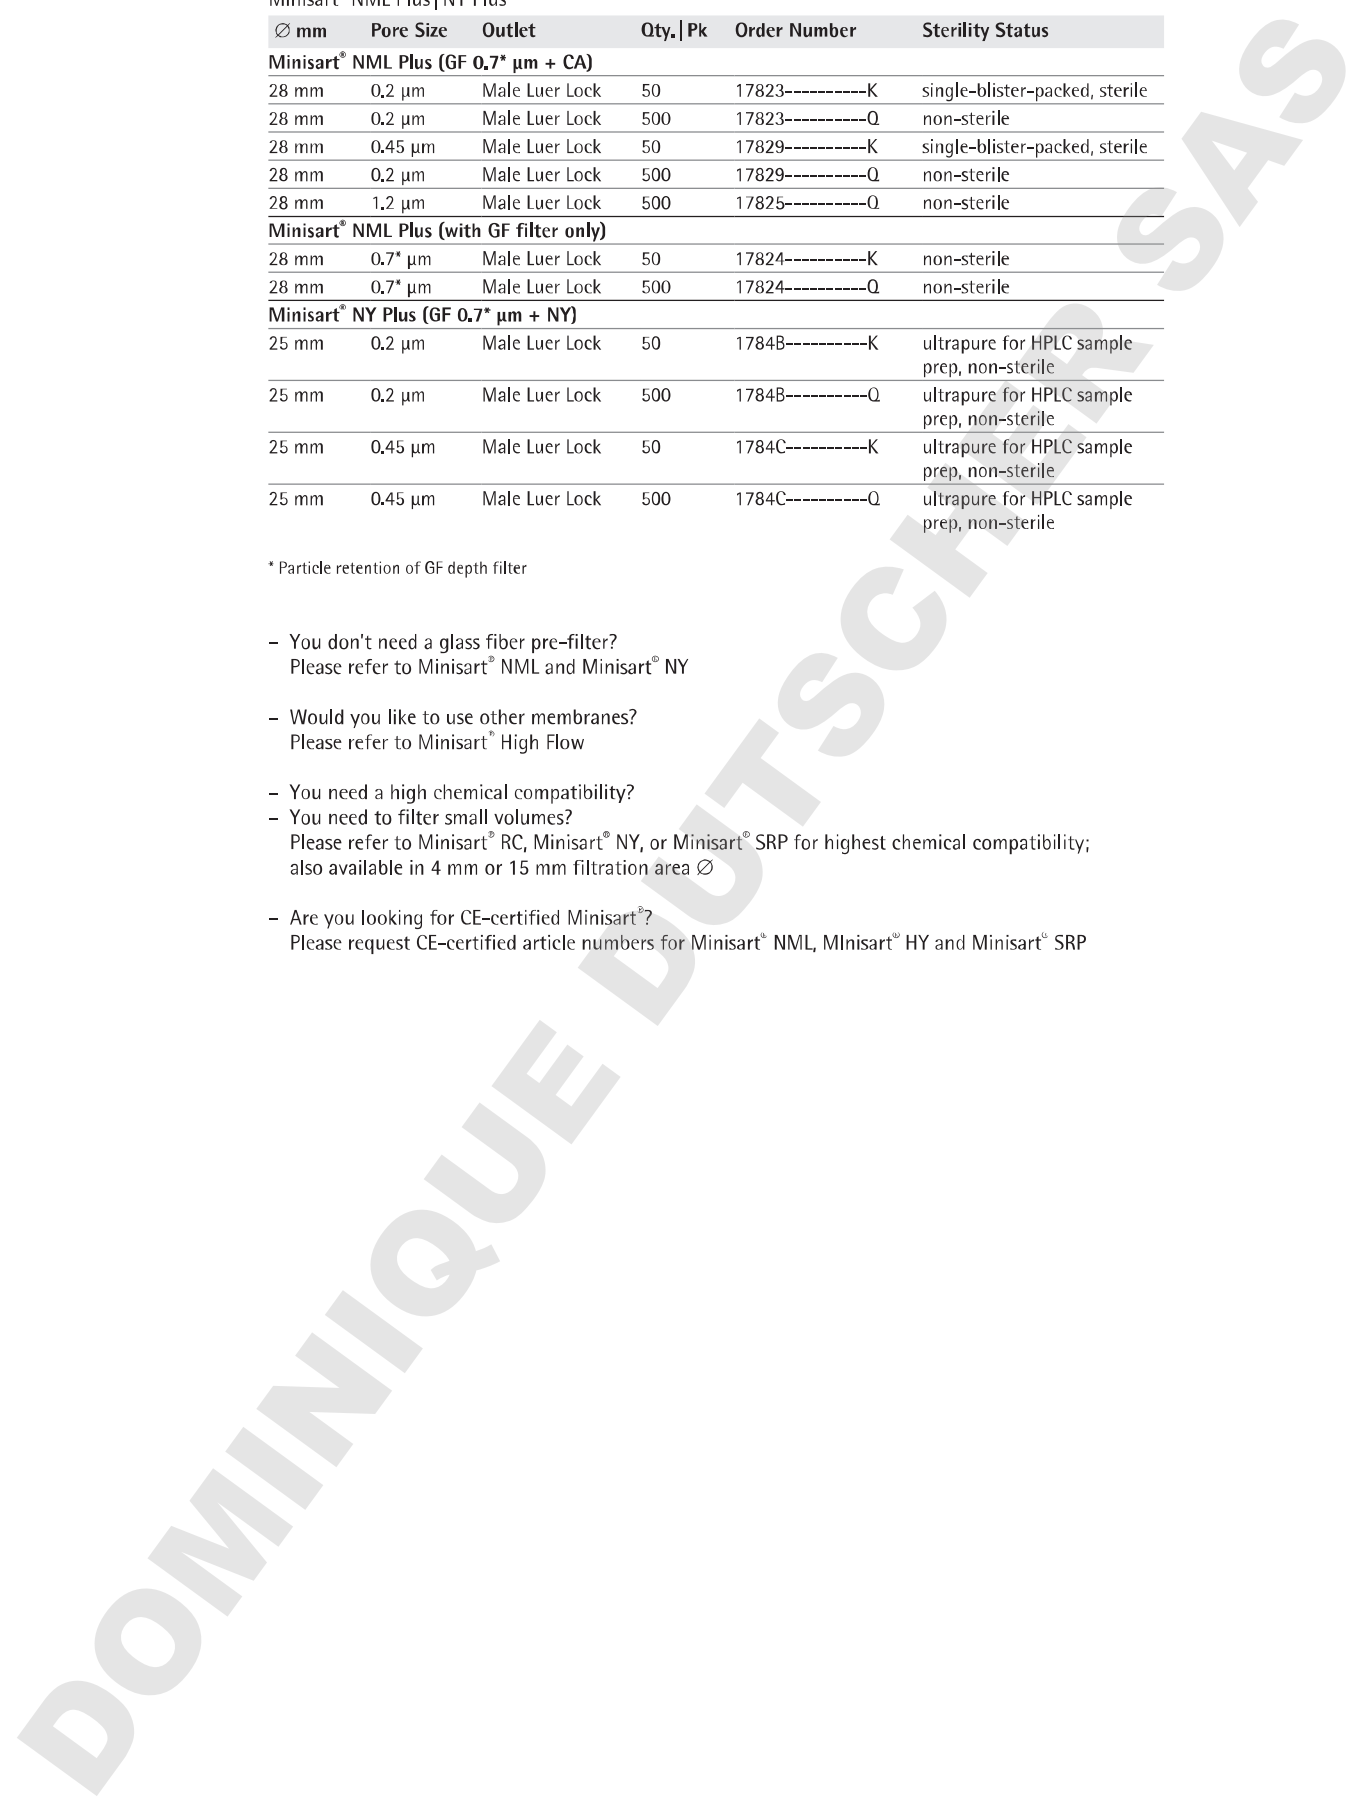 Minisart® NML Plus | NY Plus
∅ mm Pore Size Outlet Qty. | Pk Order Number Sterility Status
Minisart® NML Plus (GF 0.7* µm + CA)
28 mm 0.2 µm Male Luer Lock 50 17823----------K single-blister-packed, sterile
28 mm 0.2 µm Male Luer Lock 500 17823----------Q non-sterile
28 mm 0.45 µm Male Luer Lock 50 17829----------K single-blister-packed, sterile
28 mm 0.2 µm Male Luer Lock 500 17829----------Q non-sterile
28 mm 1.2 µm Male Luer Lock 500 17825----------Q non-sterile
Minisart® NML Plus (with GF filter only)
28 mm 0.7* µm Male Luer Lock 50 17824----------K non-sterile
28 mm 0.7* µm Male Luer Lock 500 17824----------Q non-sterile
Minisart® NY Plus (GF 0.7* µm + NY)
25 mm 0.2 µm Male Luer Lock 50 1784B----------K ultrapure for HPLC sample
prep, non-sterile
25 mm 0.2 µm Male Luer Lock 500 1784B----------Q ultrapure for HPLC sample
prep, non-sterile
25 mm 0.45 µm Male Luer Lock 50 1784C----------K ultrapure for HPLC sample
prep, non-sterile
25 mm 0.45 µm Male Luer Lock 500 1784C----------Q ultrapure for HPLC sample
prep, non-sterile
* Particle retention of GF depth filter
– You don't need a glass fiber pre-filter?
Please refer to Minisart® NML and Minisart® NY
– Would you like to use other membranes?
Please refer to Minisart® High Flow
– You need a high chemical compatibility?
– You need to filter small volumes?
Please refer to Minisart® RC, Minisart® NY, or Minisart® SRP for highest chemical compatibility;
also available in 4 mm or 15 mm filtration area ∅
– Are you looking for CE-certified Minisart®?
Please request CE-certified article numbers for Minisart® NML, MInisart® HY and Minisart® SRP
DOMINIQUE DUTSCHER SAS